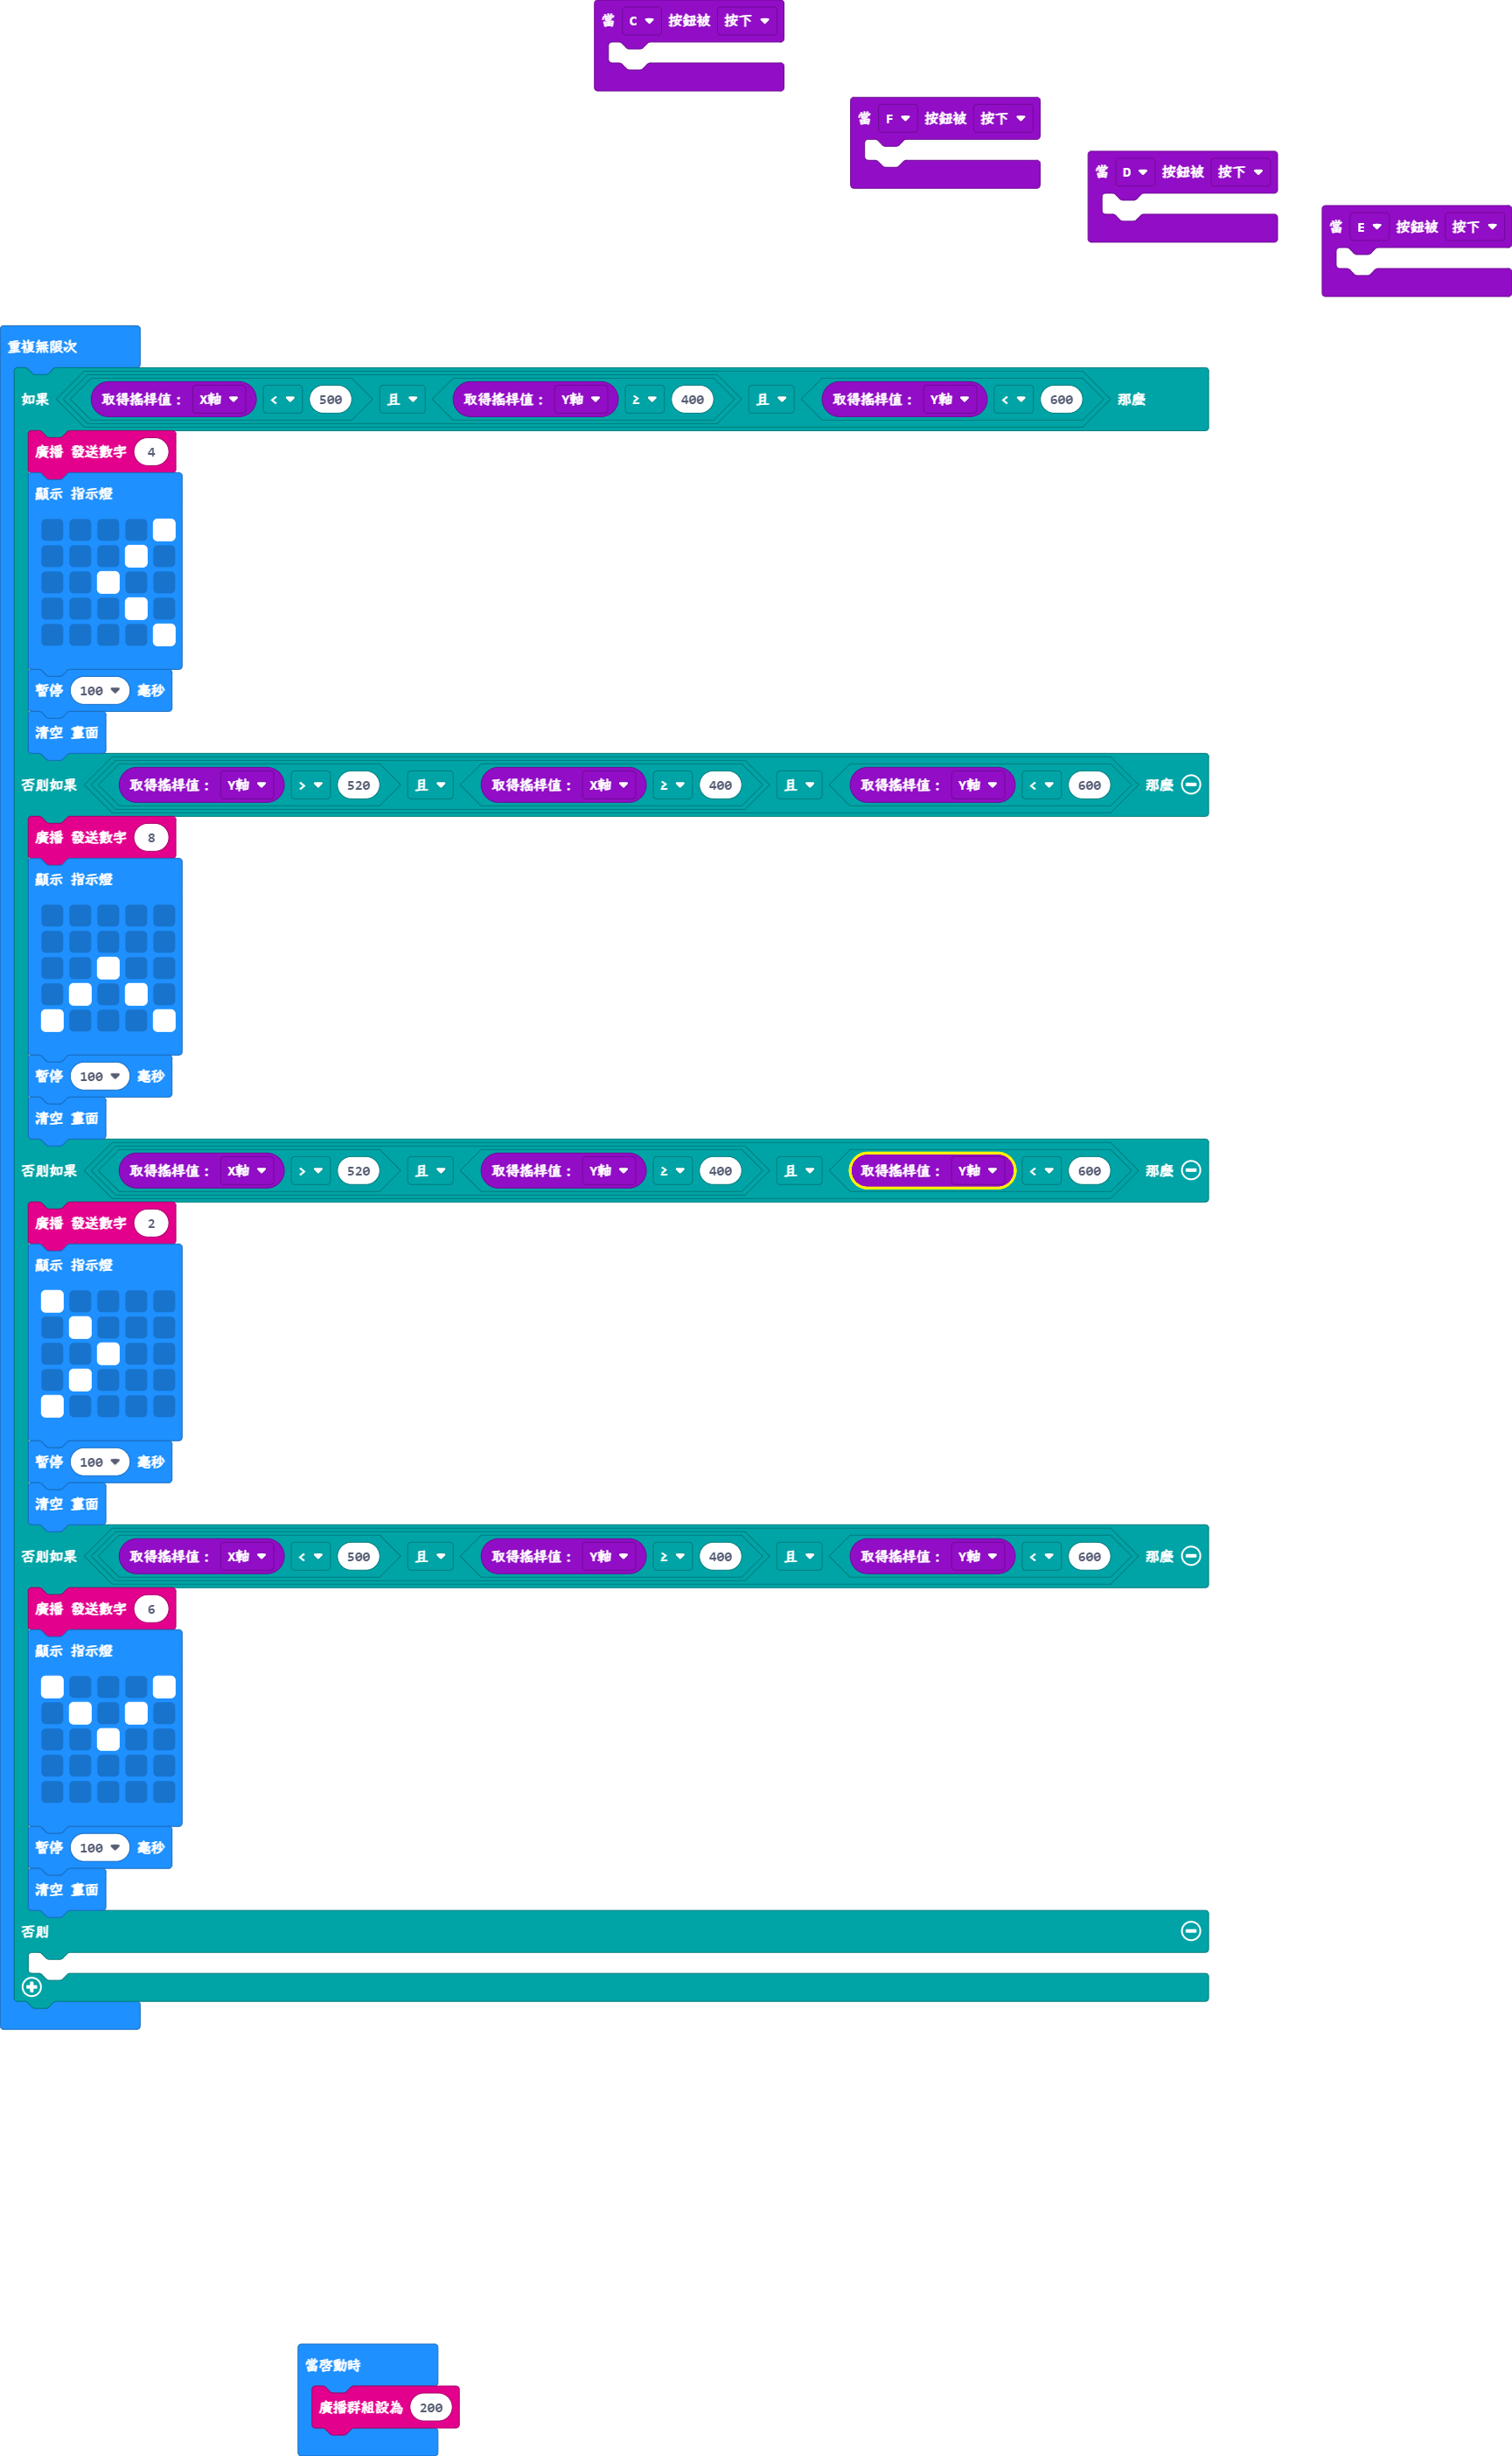 當 C 按鈕被 按下
當 F 按鈕被 按下
當 D 按鈕被 按下
當 E 按鈕被 按下
重複無限次
如果 取得搖桿值： X軸 < 500 且 取得搖桿值： Y軸 ≥ 400 且 取得搖桿值： Y軸 < 600 那麼
廣播 發送數字 4
顯示 指示燈
暫停 100 毫秒
清空 畫面
否則如果 取得搖桿值： Y軸 > 520 且 取得搖桿值： X軸 ≥ 400 且 取得搖桿值： Y軸 < 600 那麼
廣播 發送數字 8
顯示 指示燈
暫停 100 毫秒
清空 畫面
否則如果 取得搖桿值： X軸 > 520 且 取得搖桿值： Y軸 ≥ 400 且 取得搖桿值： Y軸 < 600 那麼
廣播 發送數字 2
顯示 指示燈
暫停 100 毫秒
清空 畫面
否則如果 取得搖桿值： X軸 < 500 且 取得搖桿值： Y軸 ≥ 400 且 取得搖桿值： Y軸 < 600 那麼
廣播 發送數字 6
顯示 指示燈
暫停 100 毫秒
清空 畫面
否則
當啟動時
廣播群組設為 200